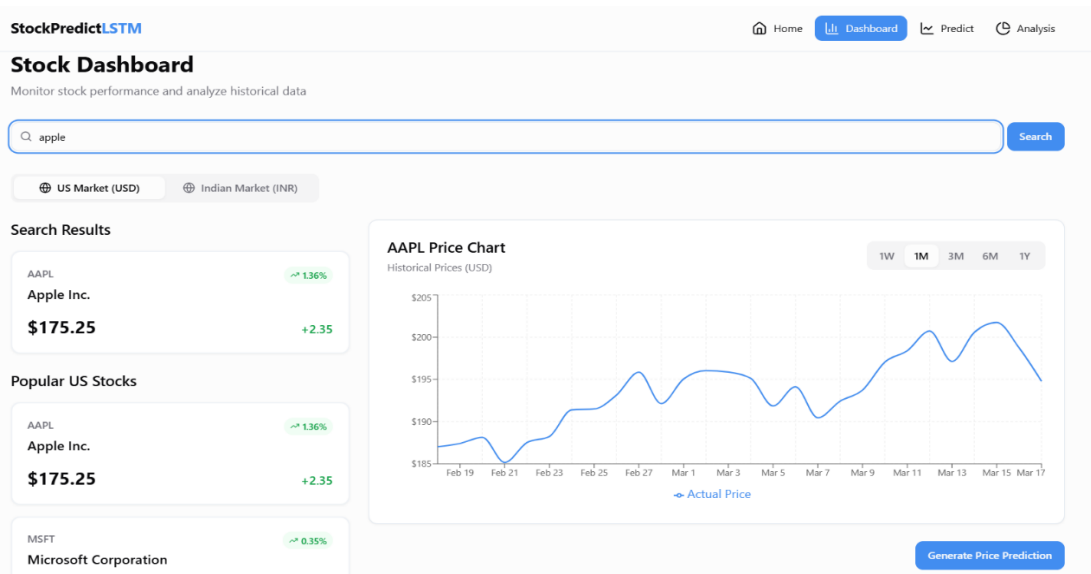 StockPredictLSTM
Home Dashboard Predict Analysis
Stock Dashboard
Monitor stock performance and analyze historical data
apple
Search
US Market (USD) Indian Market (INR)
Search Results
AAPL 1.36%
Apple Inc.
$175.25 +2.35
Popular US Stocks
AAPL 1.36%
Apple Inc.
$175.25 +2.35
MSFT 0.35%
Microsoft Corporation
AAPL Price Chart
Historical Prices (USD)
1W 1M 3M 6M 1Y
$205
$200
$195
$190
$185
Feb 19 Feb 21 Feb 23 Feb 25 Feb 27 Mar 1 Mar 3 Mar 5 Mar 7 Mar 9 Mar 11 Mar 13 Mar 15 Mar 17
Actual Price
Generate Price Prediction